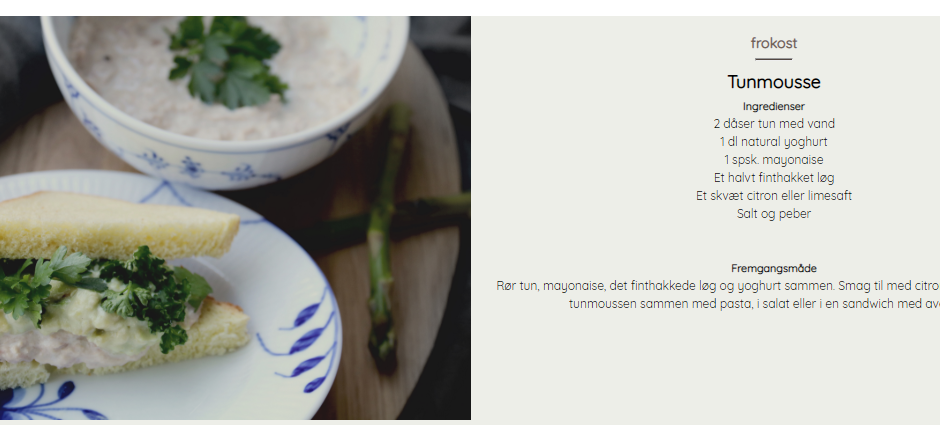 frokost
Tunmousse
Ingredienser
2 dåser tun med vand
1 dl natural yoghurt
1 spsk. mayonaise
Et halvt finthakket løg
Et skvæt citron eller limesaft
Salt og peber
Fremgangsmåde
Rør tun, mayonaise, det finthakkede løg og yoghurt sammen. Smag til med citro
tunmoussen sammen med pasta, i salat eller i en sandwich med av